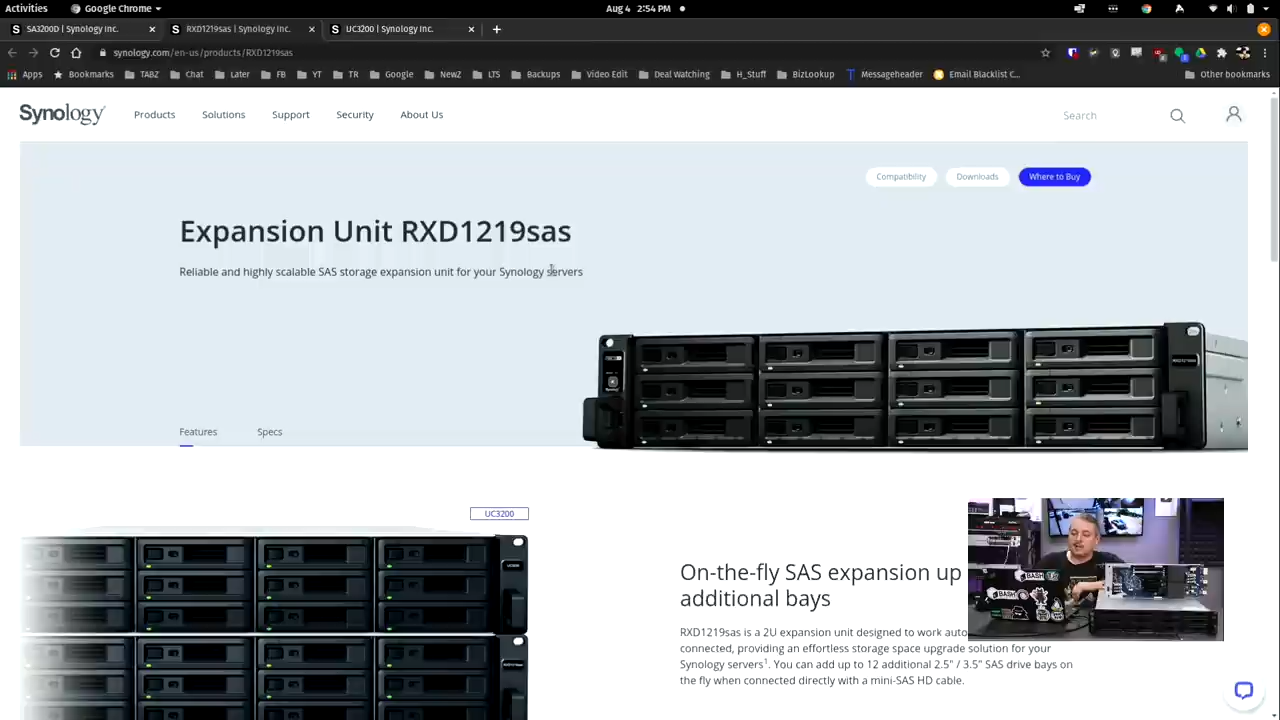 Activities
Google Chrome
Aug 4 2:54 PM
SA3200D | Synology Inc.
RXD1219sas | Synology Inc.
UC3200 | Synology Inc.
synology.com/en-us/products/RXD1219sas
Apps
Bookmarks
TABZ
Chat
Later
FB
YT
TR
Google
NewZ
LTS
Backups
Video Edit
Deal Watching
H_Stuff
BizLookup
Messageheader
Email Blacklist C...
Other bookmarks
Synology
Products
Solutions
Support
Security
About Us
Search
Compatibility
Downloads
Where to Buy
Expansion Unit RXD1219sas
Reliable and highly scalable SAS storage expansion unit for your Synology servers
Features
Specs
UC3200
On-the-fly SAS expansion up
additional bays
RXD1219sas is a 2U expansion unit designed to work auto
connected, providing an effortless storage space upgrade solution for your
Synology servers1. You can add up to 12 additional 2.5" / 3.5" SAS drive bays on
the fly when connected directly with a mini-SAS HD cable.
BASH
BASH